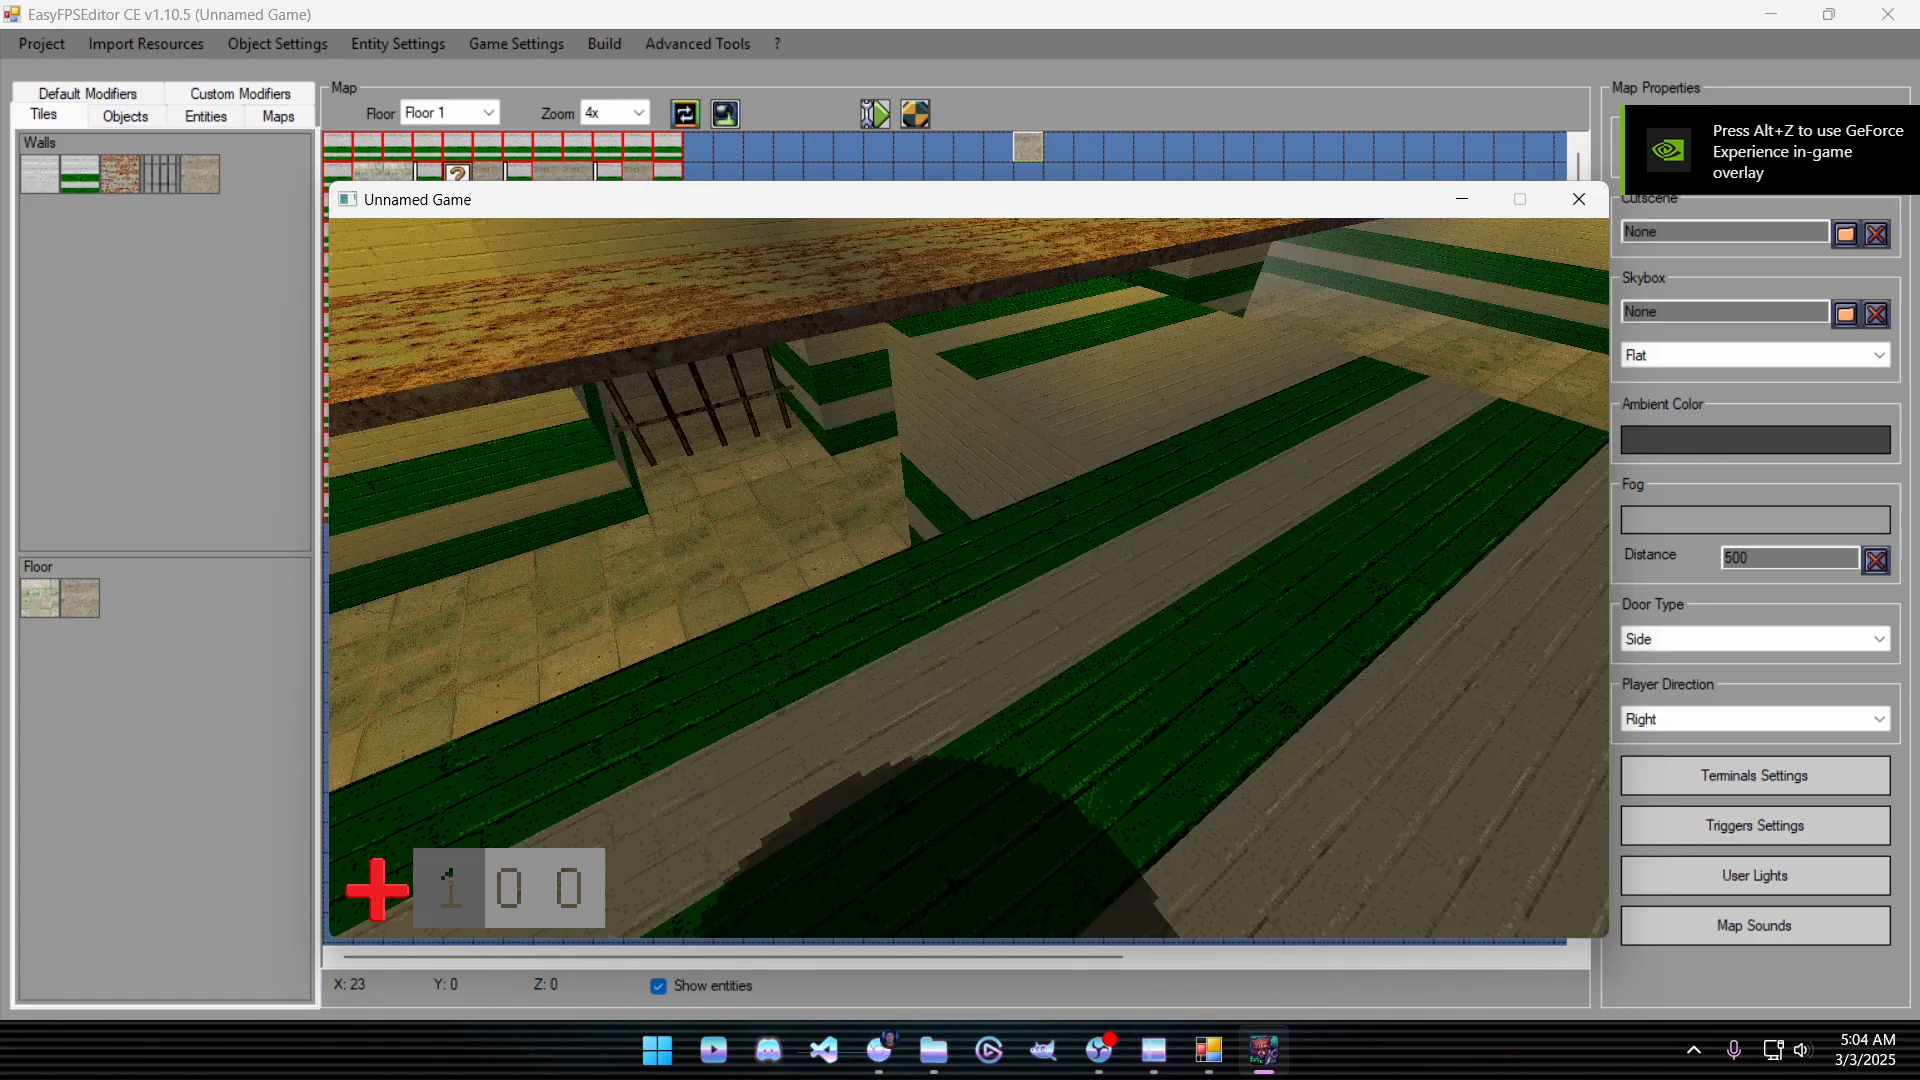 EasyFPSEditor CE v1.10.5 (Unnamed Game)
Project Import Resources Object Settings Entity Settings Game Settings Build Advanced Tools ?
Default Modifiers Custom Modifiers
Tiles Objects Entities Maps
Walls
Floor
Map
Floor Floor 1 Zoom 4x
?
Unnamed Game
100
X: 23 Y: 0 Z: 0 Show entities
Map Properties
Press Alt+Z to use GeForce
Experience in-game
overlay
Cutscene
None
Skybox
None
Flat
Ambient Color
Fog
Distance 500
Door Type
Side
Player Direction
Right
Terminals Settings
Triggers Settings
User Lights
Map Sounds
5:04 AM
3/3/2025